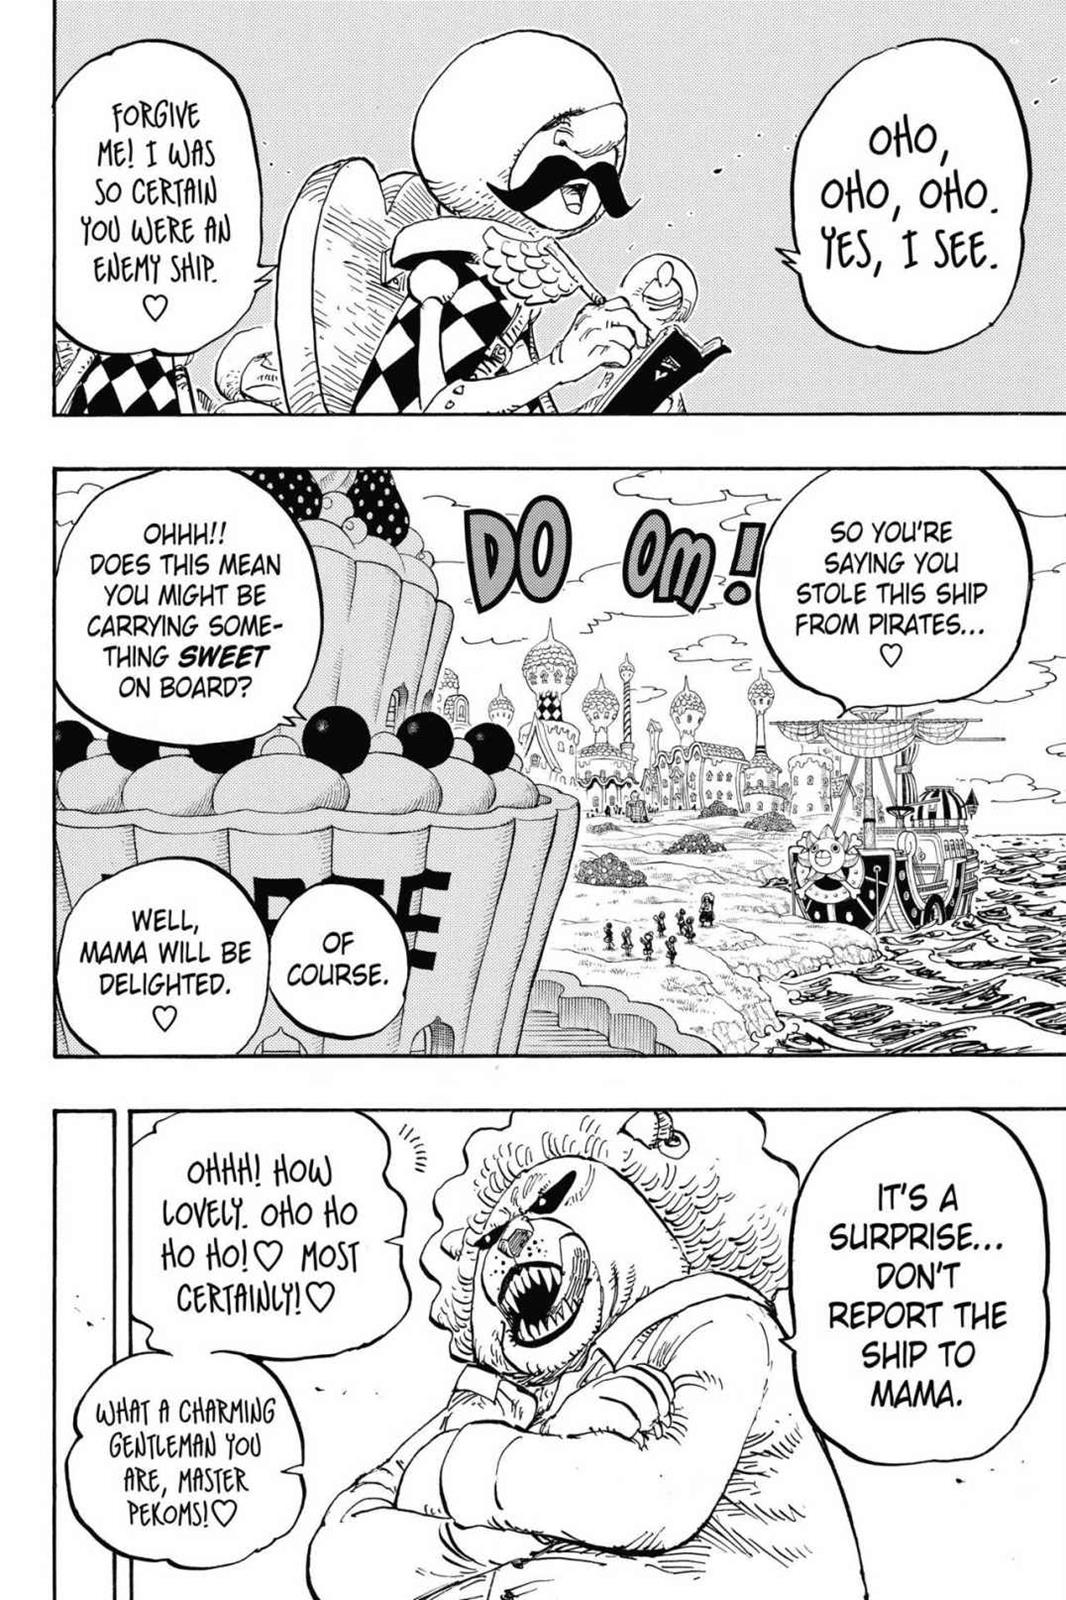 OHO,
OHO, OHO.
YES, I SEE.
FORGIVE
ME! I WAS
SO CERTAIN
YOU WERE AN
ENEMY SHIP.
♡
SO YOU'RE
SAYING YOU
STOLE THIS SHIP
FROM PIRATES...
♡
DOOM!
OHHH!!
DOES THIS MEAN
YOU MIGHT BE
CARRYING SOME-
THING SWEET
ON BOARD?
OF
COURSE.
WELL,
MAMA WILL BE
DELIGHTED.
♡
IT'S A
SURPRISE...
DON'T
REPORT THE
SHIP TO
MAMA.
OHHH! HOW
LOVELY. OHO HO
HO HO!♡ MOST
CERTAINLY!♡
WHAT A CHARMING
GENTLEMAN YOU
ARE, MASTER
PEKOMS!♡